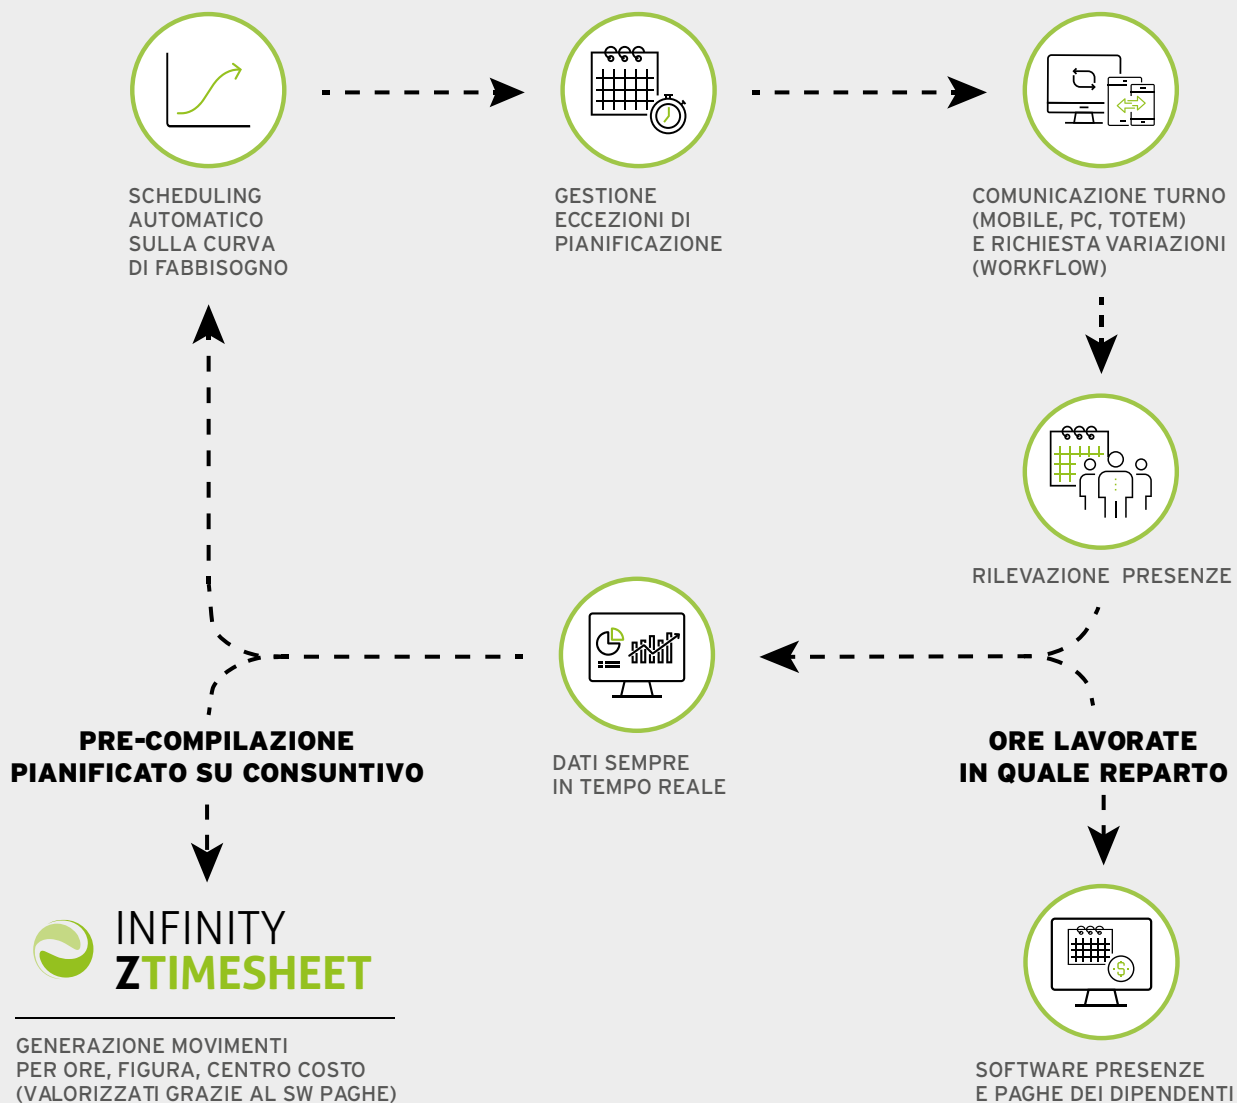 SCHEDULING
AUTOMATICO
SULLA CURVA
DI FABBISOGNO
GESTIONE
ECCEZIONI DI
PIANIFICAZIONE
COMUNICAZIONE TURNO
(MOBILE, PC, TOTEM)
E RICHIESTA VARIAZIONI
(WORKFLOW)
RILEVAZIONE PRESENZE
DATI SEMPRE
IN TEMPO REALE
PRE-COMPILAZIONE
PIANIFICATO SU CONSUNTIVO
ORE LAVORATE
IN QUALE REPARTO
INFINITY
ZTIMESHEET
GENERAZIONE MOVIMENTI
PER ORE, FIGURA, CENTRO COSTO
(VALORIZZATI GRAZIE AL SW PAGHE)
$
SOFTWARE PRESENZE
E PAGHE DEI DIPENDENTI